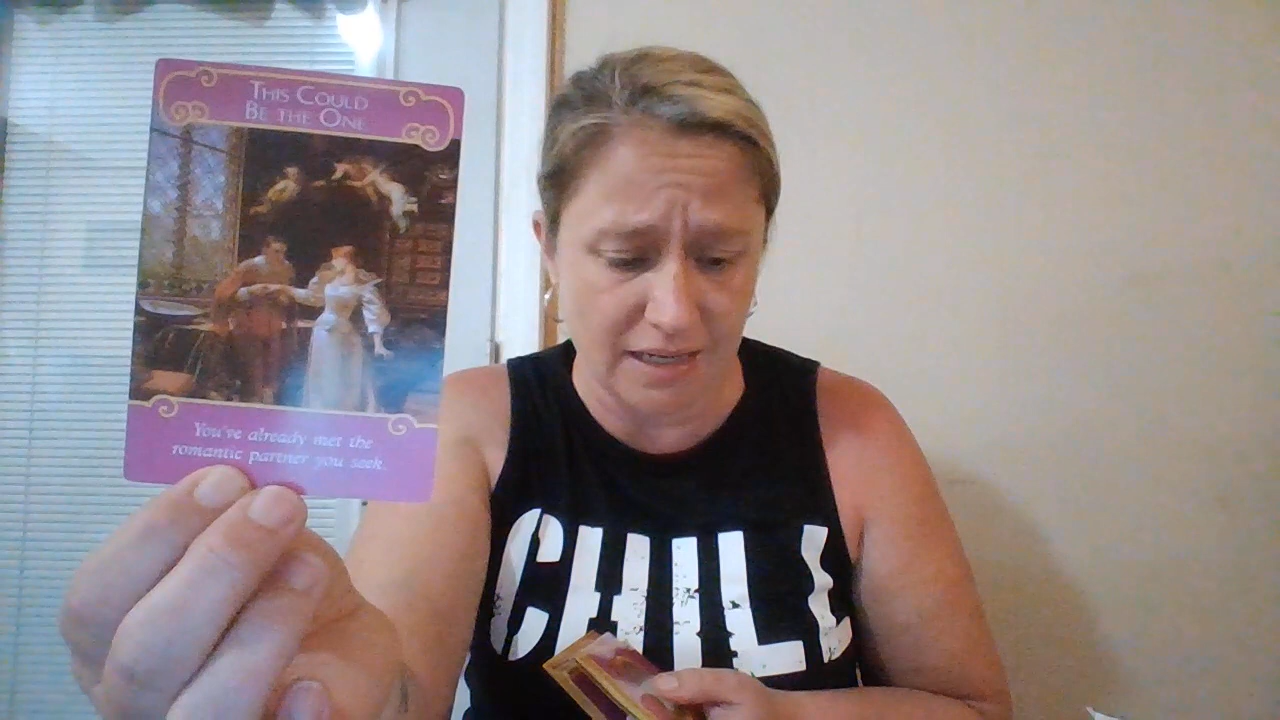 This Could
Be the One
You've already met the
romantic partner you seek.
CHILL